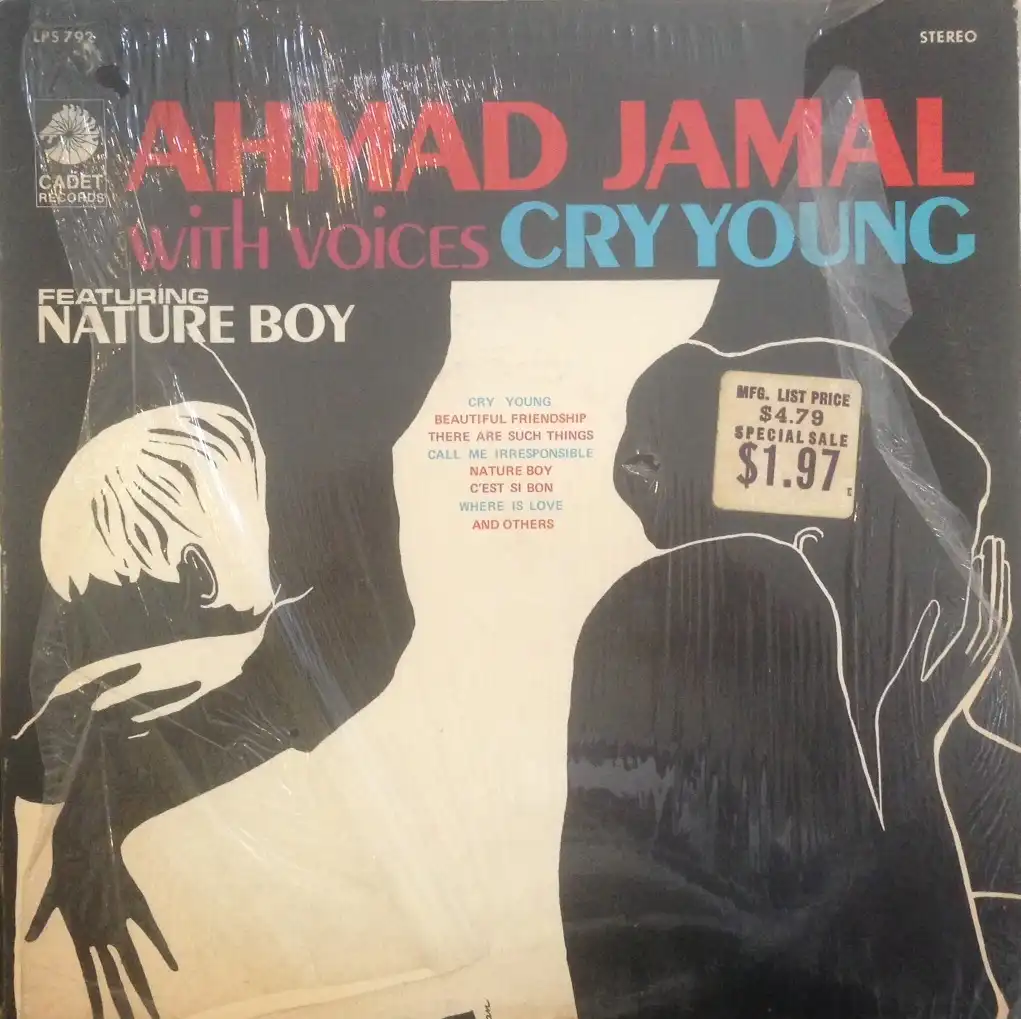 LPS 792
STEREO
CADET
RECORDS
AHMAD JAMAL
with voices CRY YOUNG
FEATURING
NATURE BOY
CRY YOUNG
BEAUTIFUL FRIENDSHIP
THERE ARE SUCH THINGS
CALL ME IRRESPONSIBLE
NATURE BOY
C'EST SI BON
WHERE IS LOVE
AND OTHERS
MFG. LIST PRICE
$4.79
SPECIAL SALE
$1.97